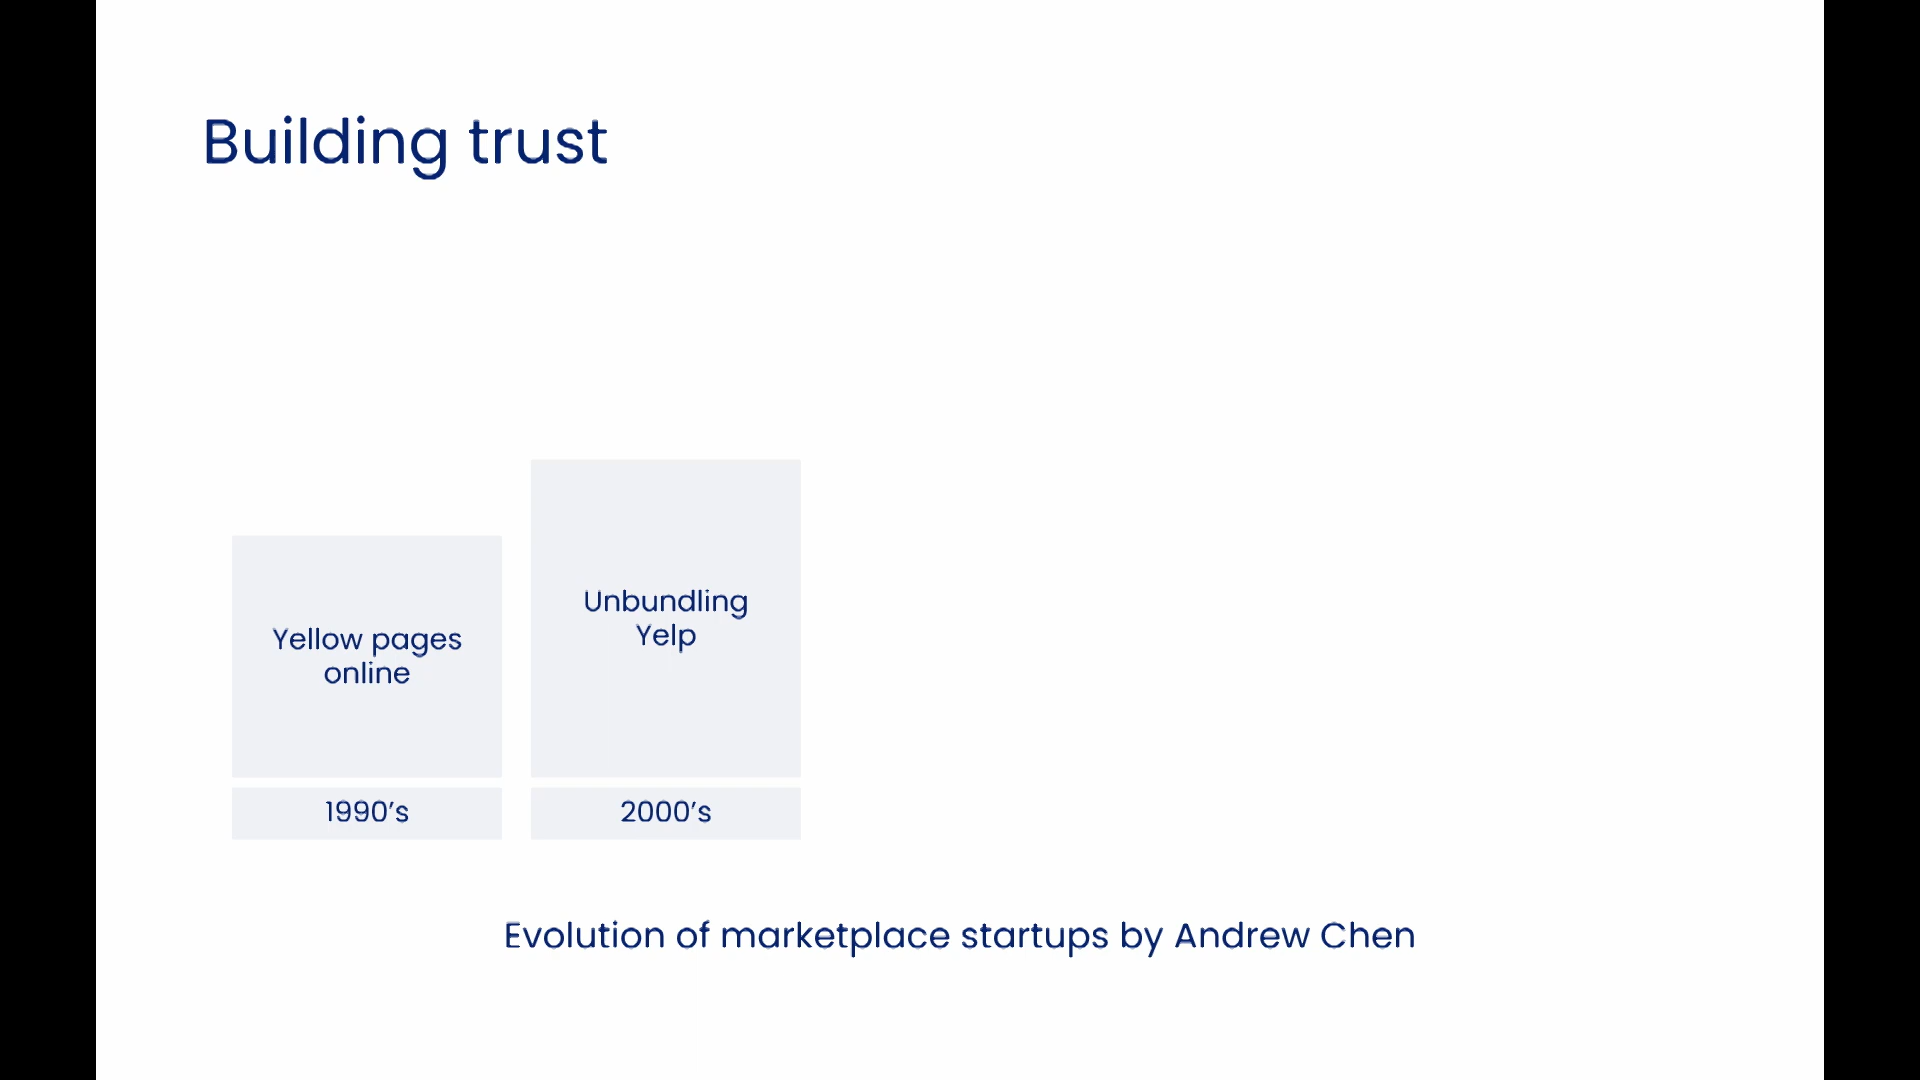 Building trust
Yellow pages
online
1990's
Unbundling
Yelp
2000's
Evolution of marketplace startups by Andrew Chen